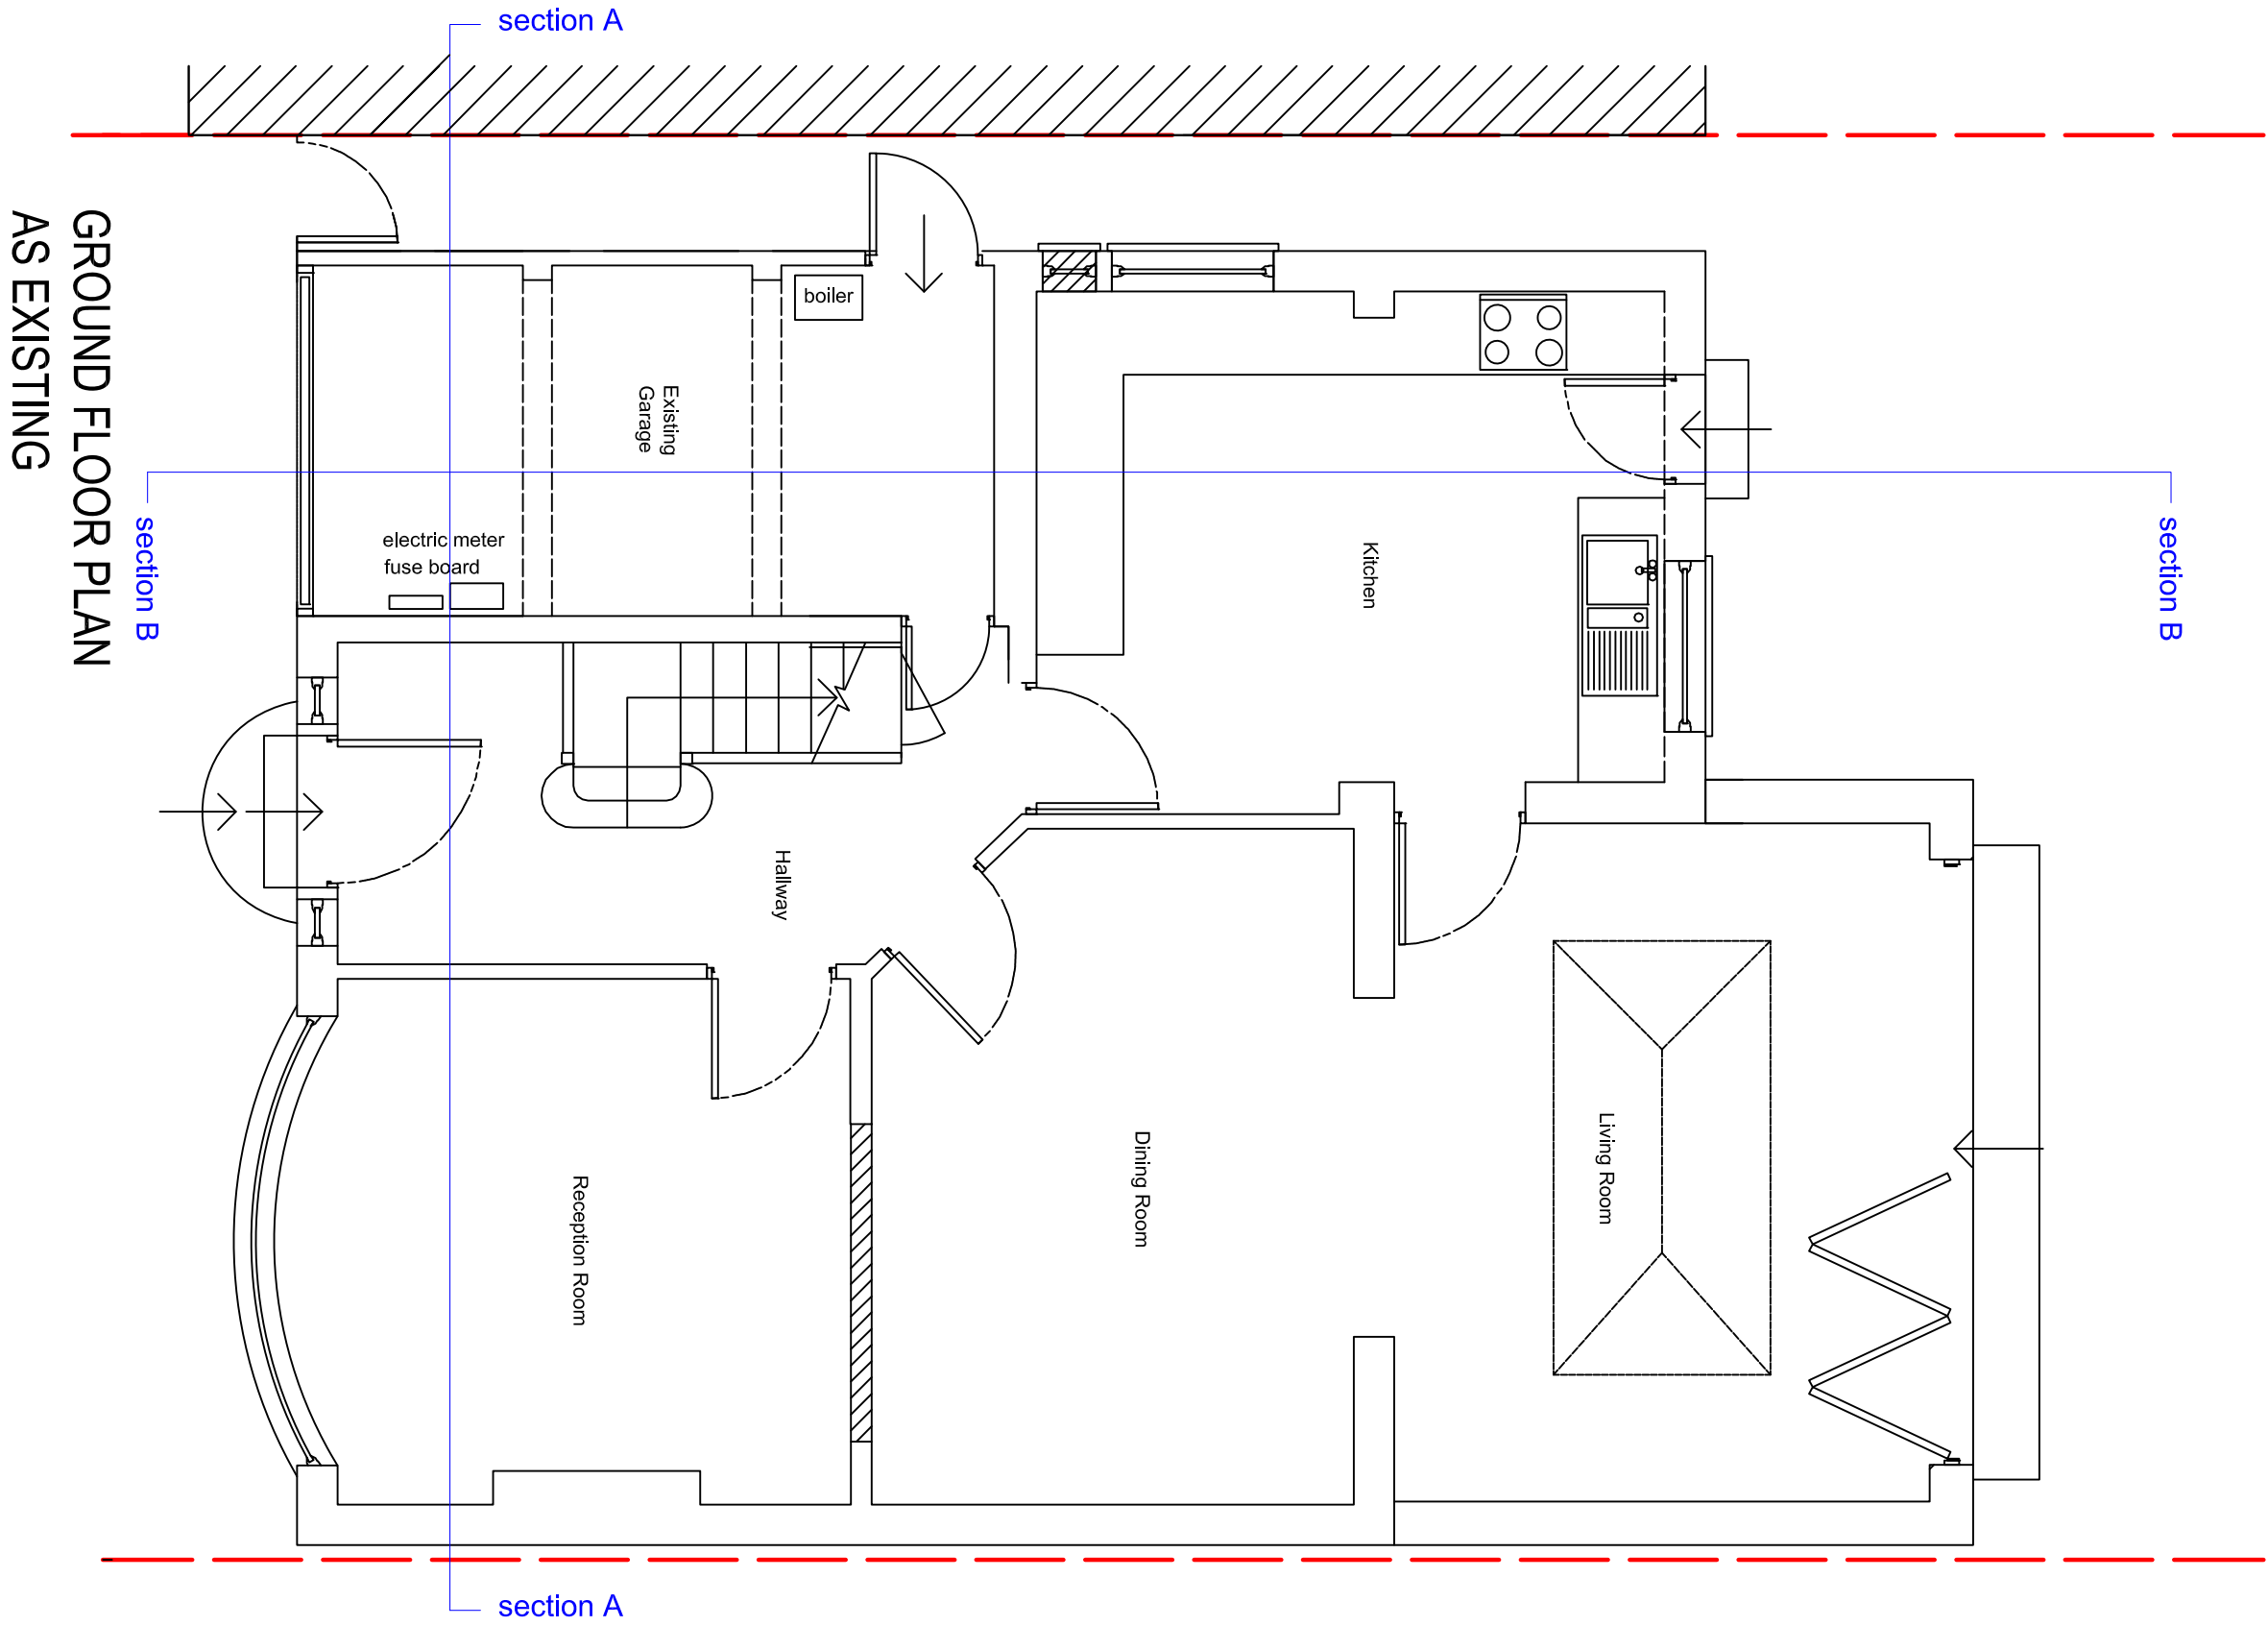 section A
GROUND FLOOR PLAN
AS EXISTING
boiler
Existing
Garage
electric meter
fuse board
section B
section B
Kitchen
Hallway
Living Room
Dining Room
Reception Room
section A